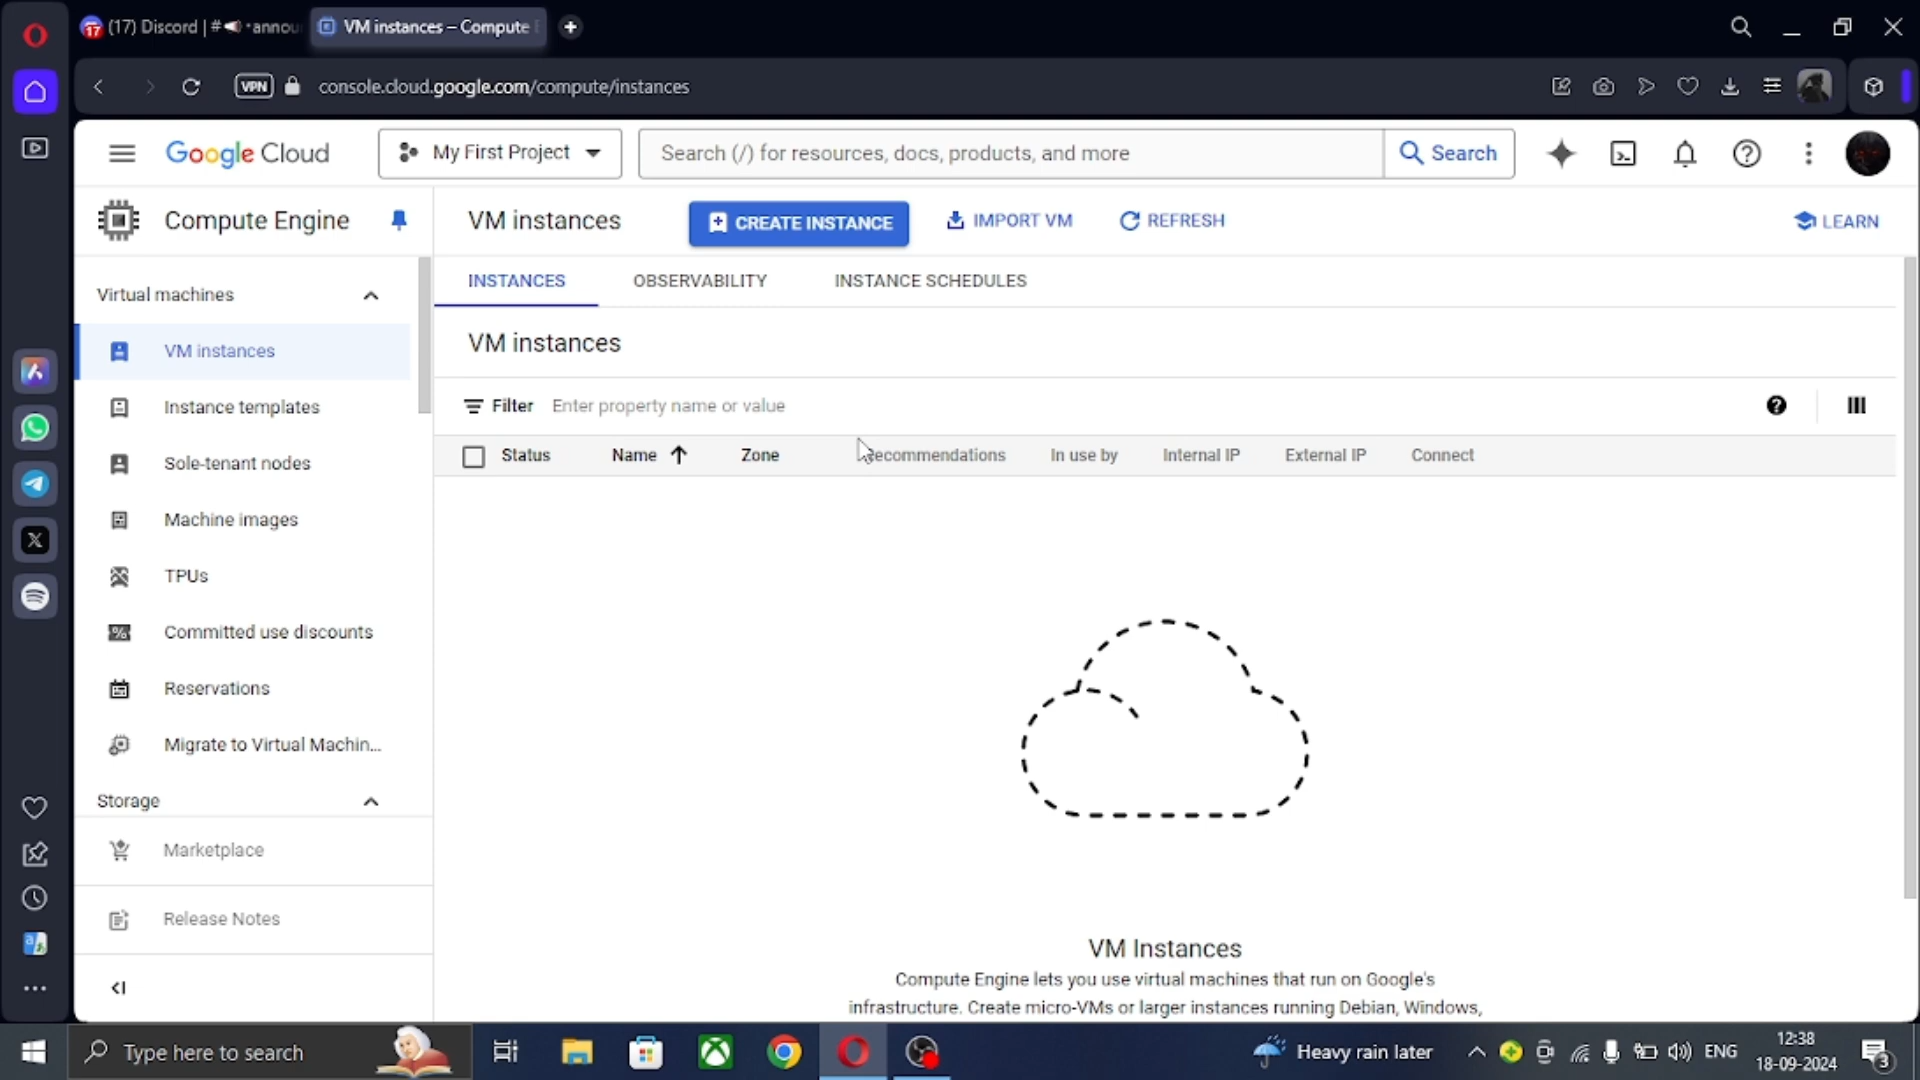 17
(17) Discord | #
VM instances – Compute
VPN
console.cloud.google.com/compute/instances
Google Cloud
My First Project
Search (/) for resources, docs, products, and more
Search
Compute Engine
VM instances
CREATE INSTANCE
IMPORT VM
REFRESH
LEARN
INSTANCES
OBSERVABILITY
INSTANCE SCHEDULES
Virtual machines
VM instances
Instance templates
Sole-tenant nodes
Machine images
TPUs
Committed use discounts
Reservations
Migrate to Virtual Machin...
Storage
Marketplace
Release Notes
VM instances
Filter
Enter property name or value
Status
Name
Zone
Recommendations
In use by
Internal IP
External IP
Connect
VM Instances
Compute Engine lets you use virtual machines that run on Google's
infrastructure. Create micro-VMs or larger instances running Debian, Windows,
Type here to search
Heavy rain later
ENG
12:38
18-09-2024
3